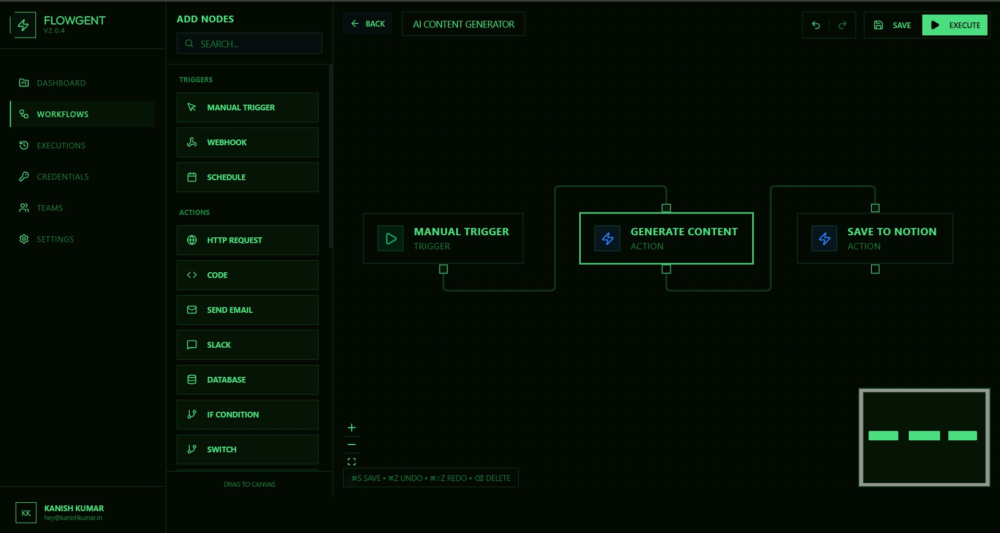 FLOWGENT
V2.0.4
DASHBOARD
WORKFLOWS
EXECUTIONS
CREDENTIALS
TEAMS
SETTINGS
KK
KANISH KUMAR
hey@kanishkumar.in
ADD NODES
SEARCH...
TRIGGERS
MANUAL TRIGGER
WEBHOOK
SCHEDULE
ACTIONS
HTTP REQUEST
CODE
SEND EMAIL
SLACK
DATABASE
IF CONDITION
SWITCH
DRAG TO CANVAS
BACK
AI CONTENT GENERATOR
SAVE
EXECUTE
MANUAL TRIGGER
TRIGGER
GENERATE CONTENT
ACTION
SAVE TO NOTION
ACTION
⌘S SAVE • ⌘Z UNDO • ⌘⇧Z REDO • ⌫ DELETE